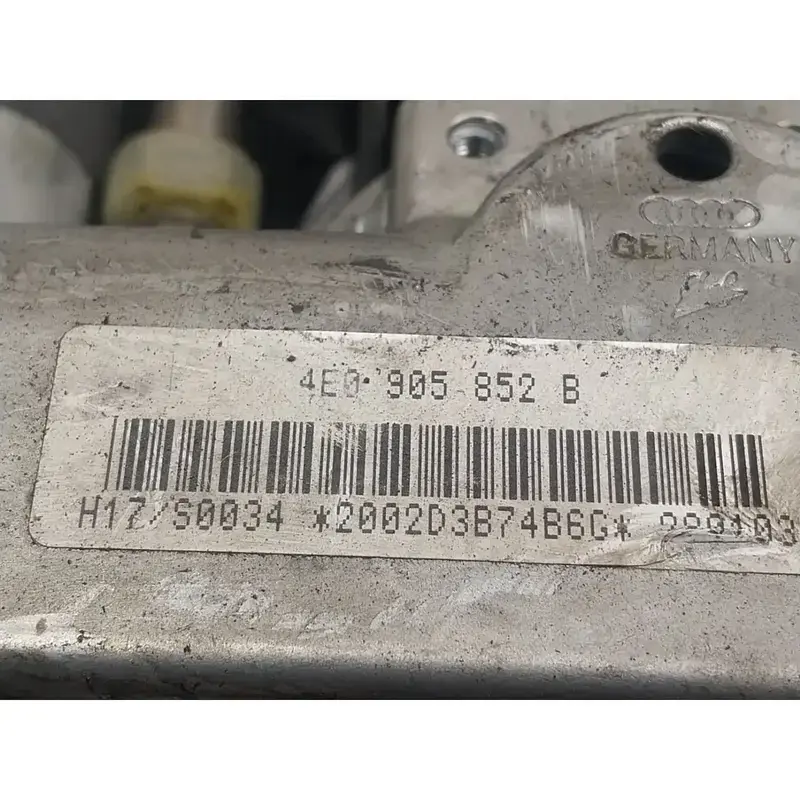 GERMANY
4E0 905 852 B
H17/S0034 *2002D3B74B6G*